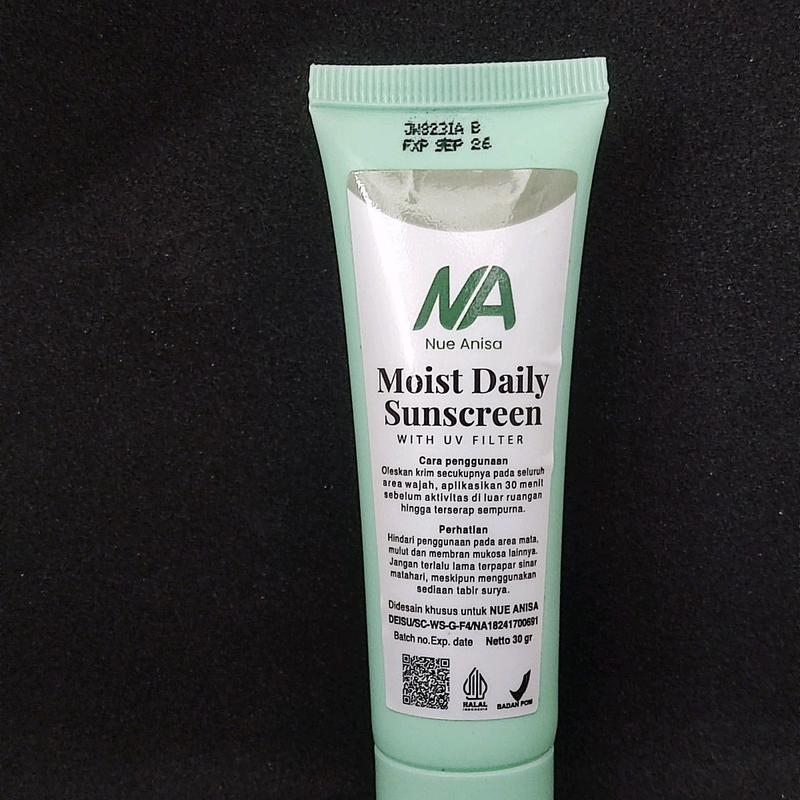 JW823IA B
EXP SEP 26
NA
Nue Anisa
Moist Daily
Sunscreen
WITH UV FILTER
Cara penggunaan
Oleskan krim secukupnya pada seluruh
area wajah, aplikasikan 30 menit
sebelum aktivitas di luar ruangan
hingga terserap sempurna.
Perhatian
Hindari penggunaan pada area mata,
mulut dan membran mukosa lainnya.
Jangan terlalu lama terpapar sinar
matahari, meskipun menggunakan
sediaan tabir surya.
Didesain khusus untuk NUE ANISA
DEISU/SC-WS-G-F4/NA18241700691
Batch no.Exp. date Netto 30 gr
HALAL
INDONESIA
BADAN POM